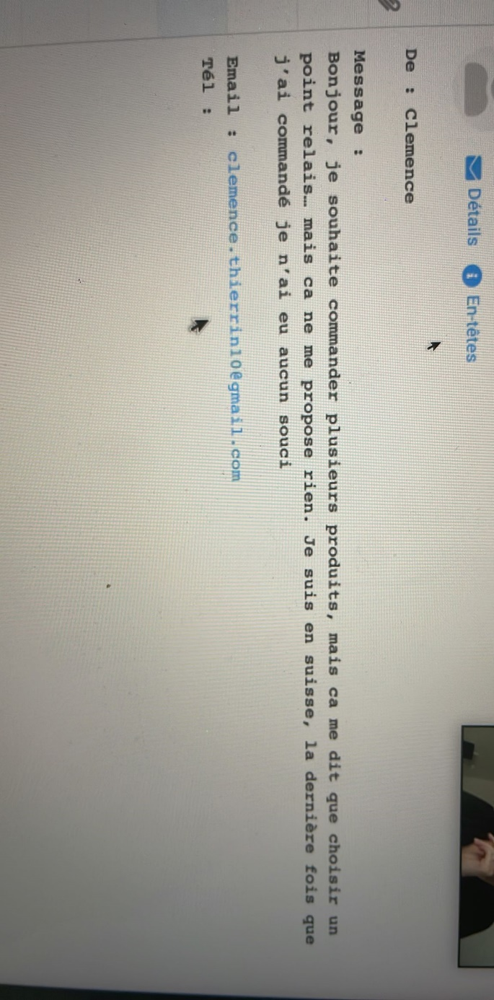 Détails En-têtes
De : Clemence
Message :
Bonjour, je souhaite commander plusieurs produits, mais ca me dit que choisir un
point relais… mais ca ne me propose rien. Je suis en suisse, la dernière fois que
j'ai commandé je n'ai eu aucun souci
Email : clemence.thierrin10@gmail.com
Tél :